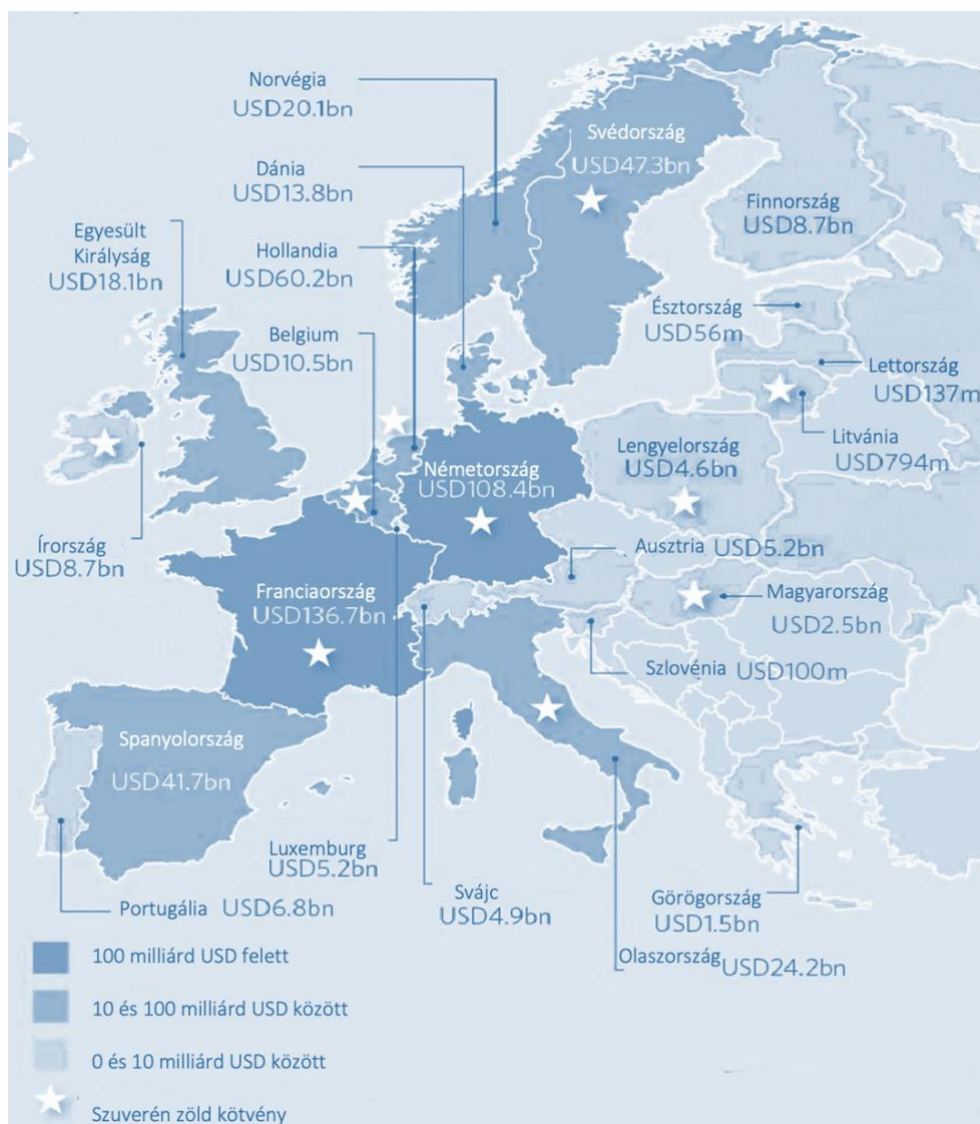 Norvégia
USD20.1bn
Svédország
USD47.3bn
Dánia
USD13.8bn
Finnország
USD8.7bn
Egyesült
Királyság
USD18.1bn
Hollandia
USD60.2bn
Észtország
USD56m
Belgium
USD10.5bn
Lettország
USD137m
Litvánia
USD794m
Lengyelország
USD4.6bn
Németország
USD108.4bn
Írország
USD8.7bn
Ausztria USD5.2bn
Franciaország
USD136.7bn
Magyarország
USD2.5bn
Szlovénia USD100m
Spanyolország
USD41.7bn
Luxemburg
USD5.2bn
Svájc
USD4.9bn
Görögország
USD1.5bn
Portugália USD6.8bn
Olaszország USD24.2bn
100 milliárd USD felett
10 és 100 milliárd USD között
0 és 10 milliárd USD között
Szuverén zöld kötvény